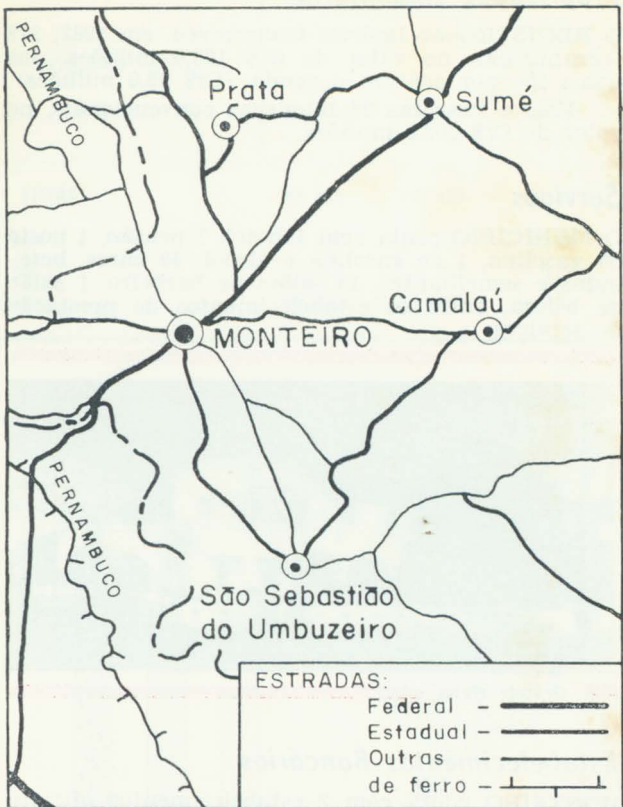 PERNAMBUCO
Prata
Sumé
Camalaú
MONTEIRO
PERNAMBUCO
São Sebastião
do Umbuzeiro
ESTRADAS:
Federal -
Estadual -
Outras
de ferro -